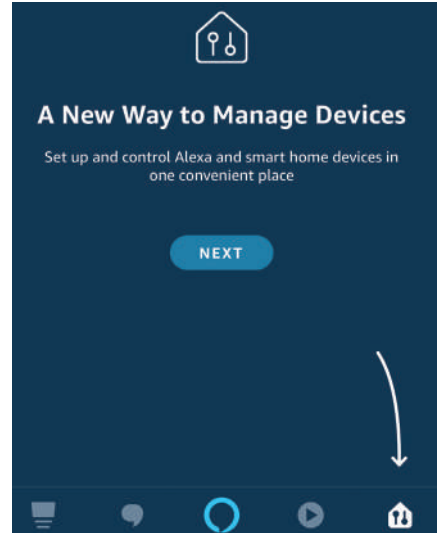 A New Way to Manage Devices
Set up and control Alexa and smart home devices in
one convenient place
NEXT